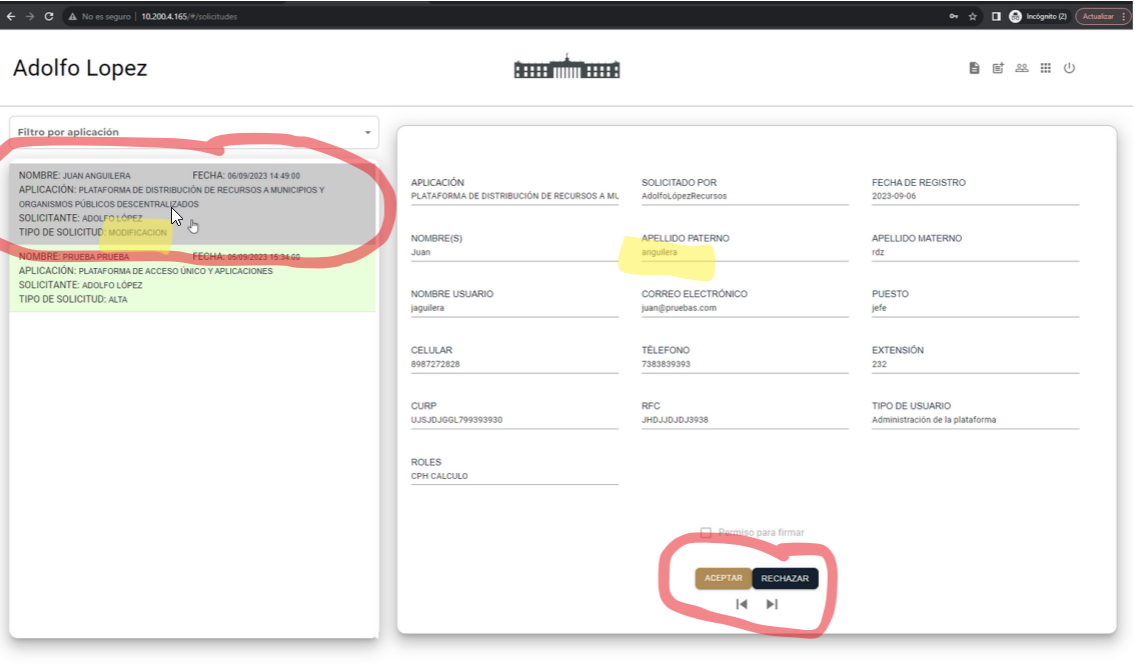 No es seguro | 10.200.4.165/#/solicitudes
Incógnito (2)
Actualizar
Adolfo Lopez
Filtro por aplicación
NOMBRE: JUAN ANGUILERA FECHA: 06/09/2023 14:49:00
APLICACIÓN: PLATAFORMA DE DISTRIBUCIÓN DE RECURSOS A MUNICIPIOS Y
ORGANISMOS PÚBLICOS DESCENTRALIZADOS
SOLICITANTE: ADOLFO LÓPEZ
TIPO DE SOLICITUD: MODIFICACION
NOMBRE: PRUEBA PRUEBA FECHA: 06/09/2023 15:34:00
APLICACIÓN: PLATAFORMA DE ACCESO ÚNICO Y APLICACIONES
SOLICITANTE: ADOLFO LÓPEZ
TIPO DE SOLICITUD: ALTA
APLICACIÓN SOLICITADO POR FECHA DE REGISTRO
PLATAFORMA DE DISTRIBUCIÓN DE RECURSOS A MU AdolfoLópezRecursos 2023-09-06
NOMBRE(S) APELLIDO PATERNO APELLIDO MATERNO
Juan anguilera rdz
NOMBRE USUARIO CORREO ELECTRÓNICO PUESTO
jaguilera juan@pruebas.com jefe
CELULAR TÉLEFONO EXTENSIÓN
8987272828 7383839393 232
CURP RFC TIPO DE USUARIO
UJSJDJGGL799393930 JHDJJDJDJ3938 Administración de la plataforma
ROLES
CPH CALCULO
Permiso para firmar
ACEPTAR RECHAZAR